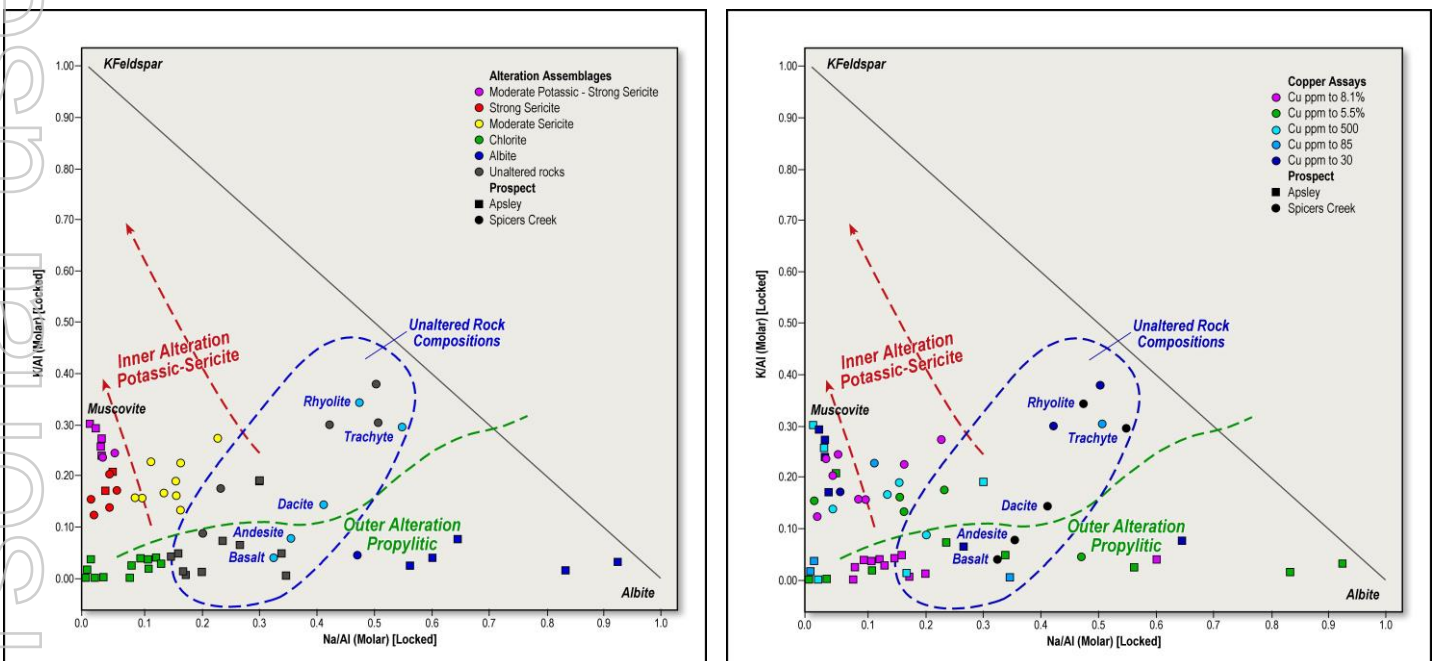 KFeldspar
1.00
0.90
0.80
0.70
0.60
0.50
0.40
0.30
0.20
0.10
0.00
K/Al (Molar) [Locked]
Alteration Assemblages
Moderate Potassic - Strong Sericite
Strong Sericite
Moderate Sericite
Chlorite
Albite
Unaltered rocks
Prospect
Apsley
Spicers Creek
Unaltered Rock
Compositions
Inner Alteration
Potassic-Sericite
Muscovite
Rhyolite
Trachyte
Dacite
Andesite
Basalt
Outer Alteration
Propylitic
Albite
0.0 0.1 0.2 0.3 0.4 0.5 0.6 0.7 0.8 0.9 1.0
Na/Al (Molar) [Locked]
KFeldspar
1.00
0.90
0.80
0.70
0.60
0.50
0.40
0.30
0.20
0.10
0.00
K/Al (Molar) [Locked]
Copper Assays
Cu ppm to 8.1%
Cu ppm to 5.5%
Cu ppm to 500
Cu ppm to 85
Cu ppm to 30
Prospect
Apsley
Spicers Creek
Unaltered Rock
Compositions
Inner Alteration
Potassic-Sericite
Muscovite
Rhyolite
Trachyte
Dacite
Andesite
Basalt
Outer Alteration
Propylitic
Albite
0.0 0.1 0.2 0.3 0.4 0.5 0.6 0.7 0.8 0.9 1.0
Na/Al (Molar) [Locked]